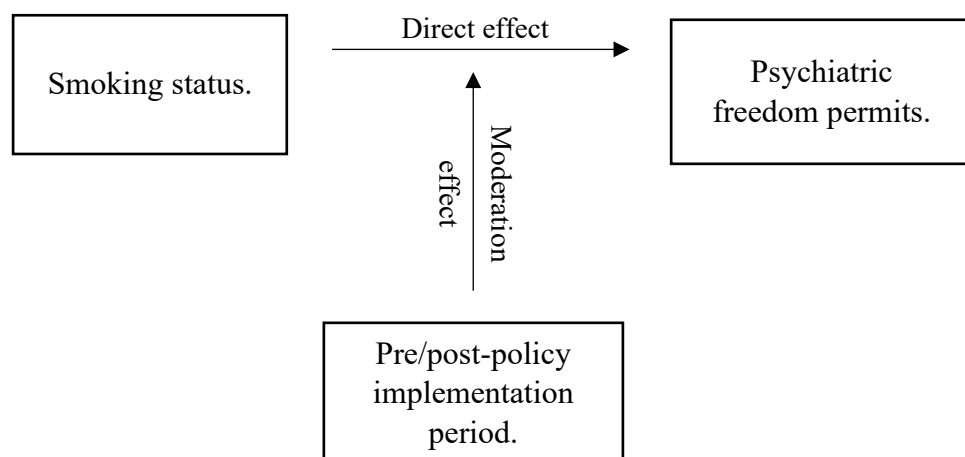 Direct effect
Smoking status.
Psychiatric
freedom permits.
Moderation
effect
Pre/post-policy
implementation
period.